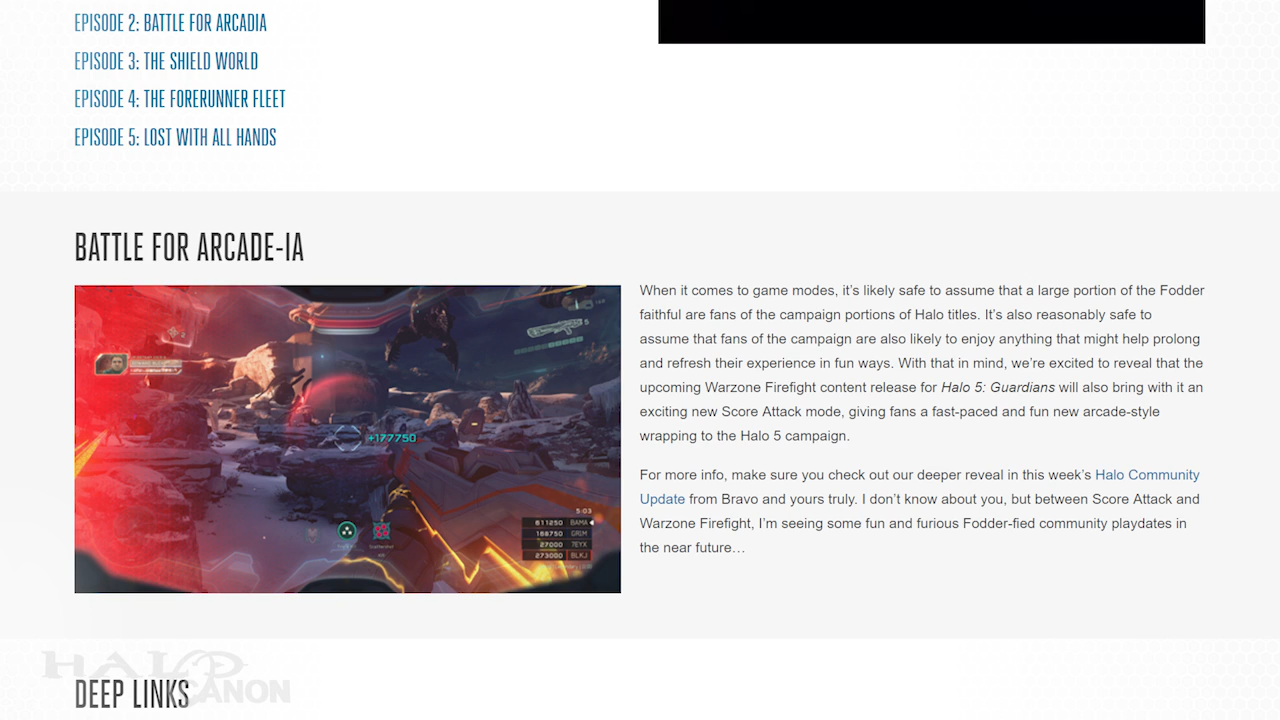 EPISODE 2: BATTLE FOR ARCADIA
EPISODE 3: THE SHIELD WORLD
EPISODE 4: THE FORERUNNER FLEET
EPISODE 5: LOST WITH ALL HANDS
BATTLE FOR ARCADE-IA
When it comes to game modes, it's likely safe to assume that a large portion of the Fodder
faithful are fans of the campaign portions of Halo titles. It's also reasonably safe to
assume that fans of the campaign are also likely to enjoy anything that might help prolong
and refresh their experience in fun ways. With that in mind, we're excited to reveal that the
upcoming Warzone Firefight content release for Halo 5: Guardians will also bring with it an
exciting new Score Attack mode, giving fans a fast-paced and fun new arcade-style
wrapping to the Halo 5 campaign.
For more info, make sure you check out our deeper reveal in this week's Halo Community
Update from Bravo and yours truly. I don't know about you, but between Score Attack and
Warzone Firefight, I'm seeing some fun and furious Fodder-fied community playdates in
the near future…
+177750
5:03
611250 BAMA
168750 GRIM
27000 7EYX
273000 BLKJ
HALO
CANON
DEEP LINKS